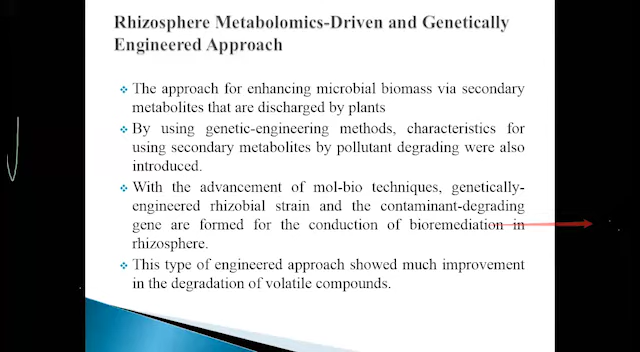 Rhizosphere Metabolomics-Driven and Genetically
Engineered Approach
❖ The approach for enhancing microbial biomass via secondary
metabolites that are discharged by plants
❖ By using genetic-engineering methods, characteristics for
using secondary metabolites by pollutant degrading were also
introduced.
❖ With the advancement of mol-bio techniques, genetically-
engineered rhizobial strain and the contaminant-degrading
gene are formed for the conduction of bioremediation in
rhizosphere.
❖ This type of engineered approach showed much improvement
in the degradation of volatile compounds.